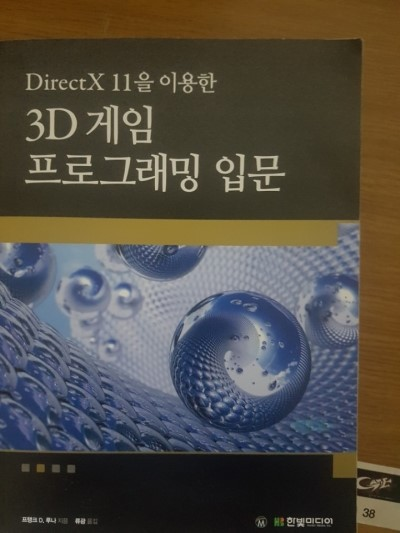 DirectX 11을 이용한
3D 게임
프로그래밍 입문
프랭크 D. 루나 지음 류광 옮김
M HB 한빛미디어
38